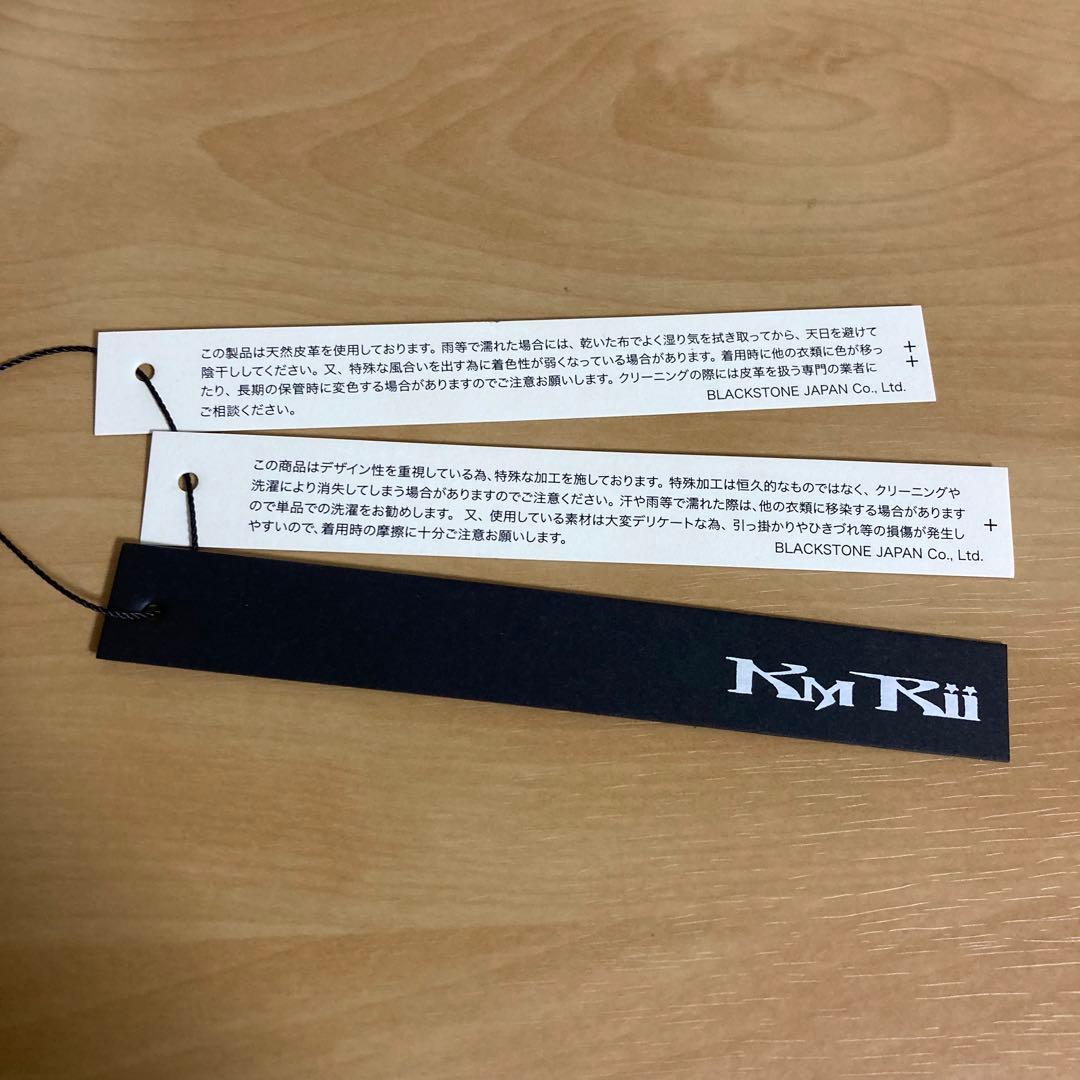 この製品は天然皮革を使用しております。雨等で濡れた場合には、乾いた布でよく湿り気を拭き取ってから、天日を避けて
陰干ししてください。又、特殊な風合いを出す為に着色性が弱くなっている場合があります。着用時に他の衣類に色が移っ
たり、長期の保管時に変色する場合がありますのでご注意お願いします。クリーニングの際には皮革を扱う専門の業者に
ご相談ください。
BLACKSTONE JAPAN Co., Ltd.
++
この商品はデザイン性を重視している為、特殊な加工を施しております。特殊加工は恒久的なものではなく、クリーニングや
洗濯により消失してしまう場合がありますのでご注意ください。汗や雨等で濡れた際は、他の衣類に移染する場合があります
ので単品での洗濯をお勧めします。又、使用している素材は大変デリケートな為、引っ掛かりやひきづれ等の損傷が発生し
やすいので、着用時の摩擦に十分ご注意お願いします。
BLACKSTONE JAPAN Co., Ltd.
+
KMRii